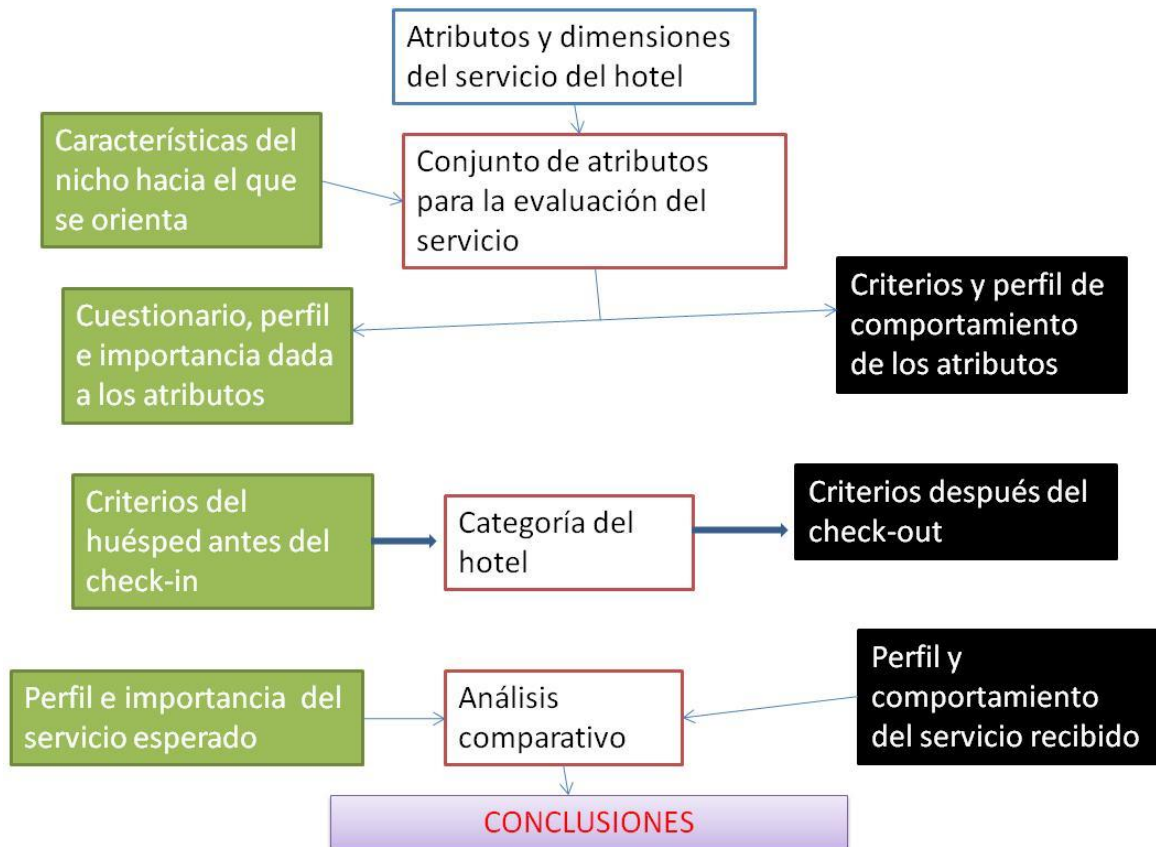 Atributos y dimensiones
del servicio del hotel
Característícas del
nicho hacia el que
se orienta
Conjunto de atributos
para la evaluación del
servicio
Cuestionario, perfil
e importancia dada
a los atributos
Criterios y perfil de
comportamiento
de los atributos
Criterios del
huésped antes del
check-in
Categoría del
hotel
Criterios después del
check-out
Perfil e importancia del
servicio esperado
Análisis
comparativo
Perfil y
comportamiento
del servicio recibido
CONCLUSIONES